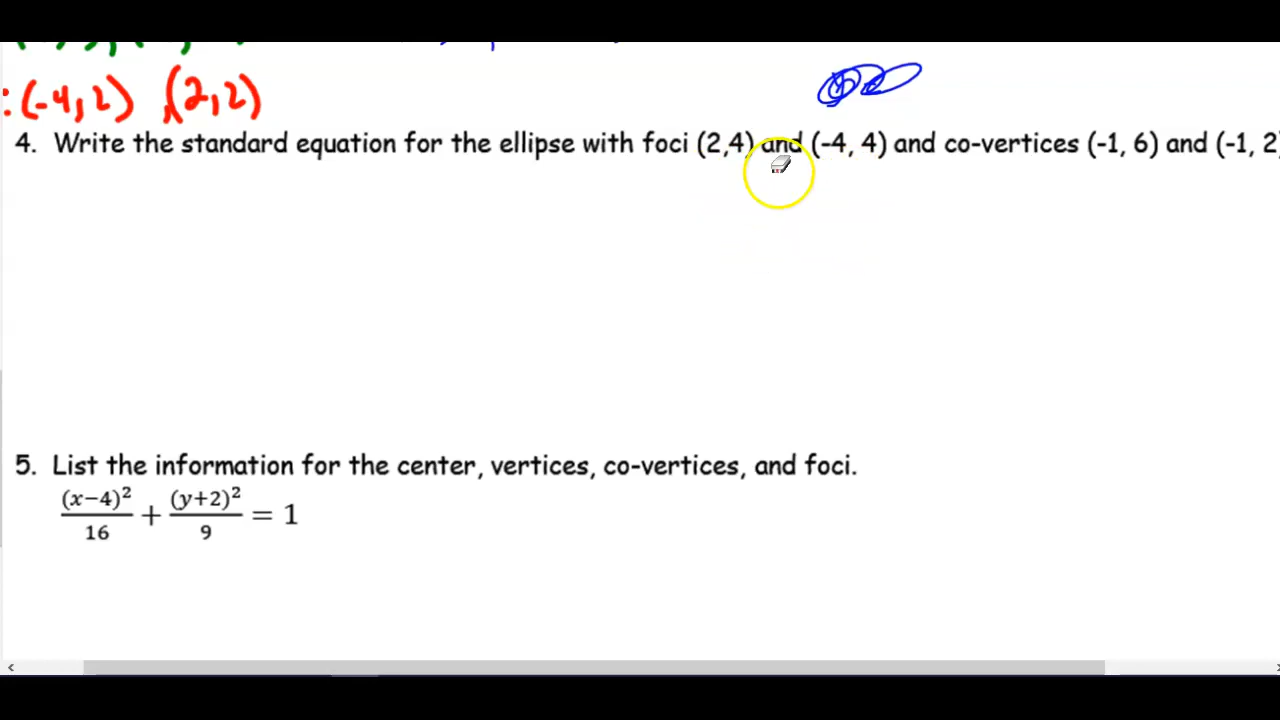 : (-4, 2) (2, 2)
4. Write the standard equation for the ellipse with foci (2,4) and (-4, 4) and co-vertices (-1, 6) and (-1, 2)
5. List the information for the center, vertices, co-vertices, and foci.
(x−4)²/16 + (y+2)²/9 = 1